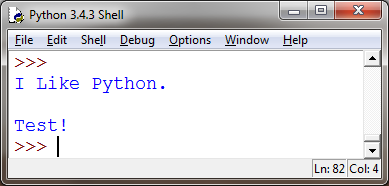 Python 3.4.3 Shell
File Edit Shell Debug Options Window Help
>>>
I Like Python.
Test!
>>>
Ln: 82 Col: 4